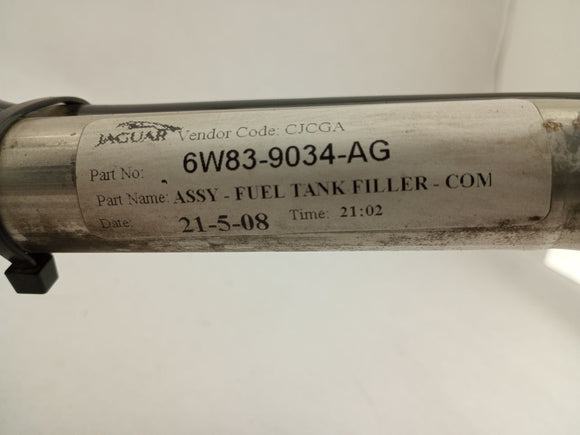 JAGUAR Vendor Code: CJCGA
Part No: 6W83-9034-AG
Part Name: ASSY - FUEL TANK FILLER - COM
Date: 21-5-08 Time: 21:02